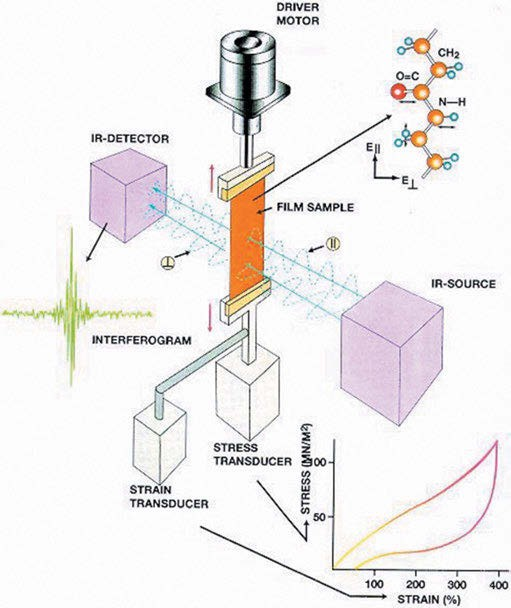 DRIVER
MOTOR
CH2
O=C
N—H
IR-DETECTOR
E||
E⊥
FILM SAMPLE
⊥
||
IR-SOURCE
INTERFEROGRAM
STRESS
TRANSDUCER
STRAIN
TRANSDUCER
STRESS (MN/M²)
100
50
100 200 300 400
STRAIN (%)